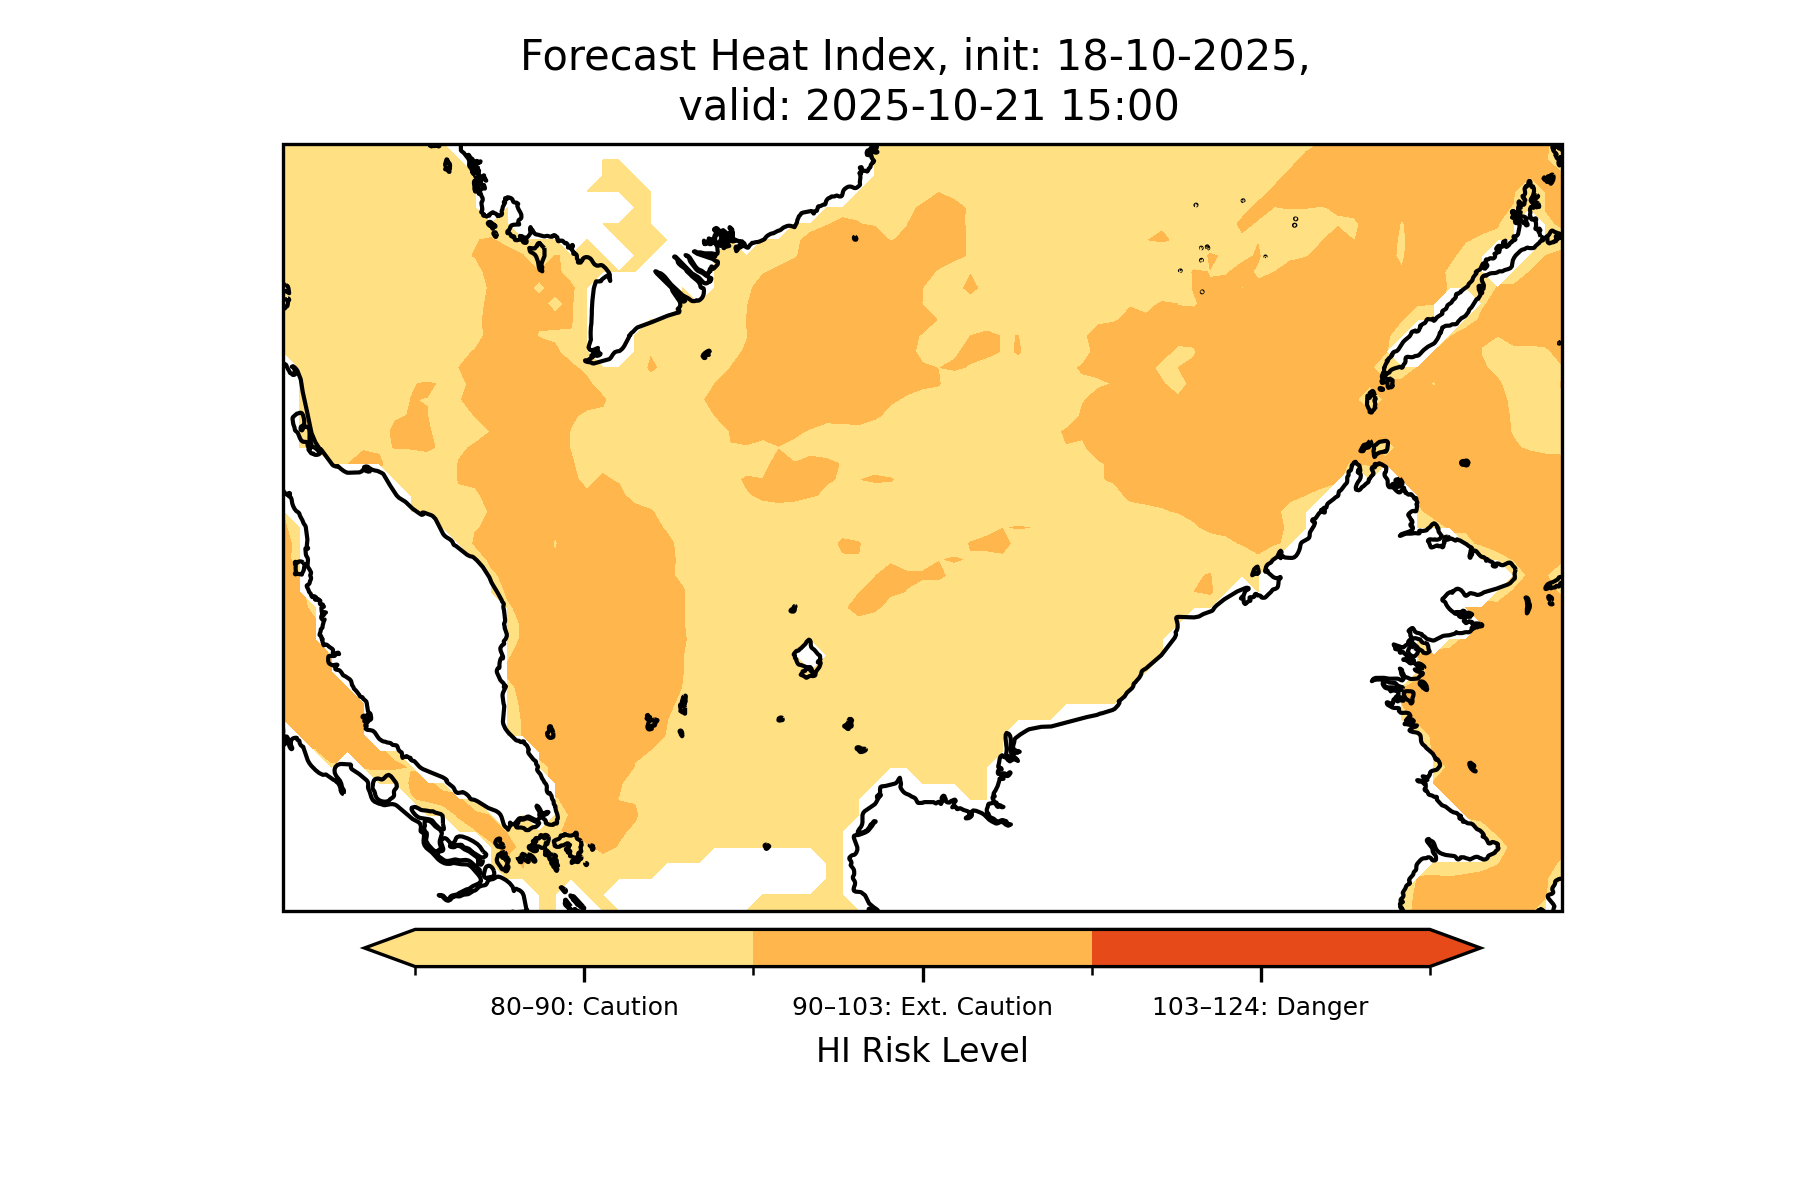 Forecast Heat Index, init: 18-10-2025,
valid: 2025-10-21 15:00
80–90: Caution
90–103: Ext. Caution
103–124: Danger
HI Risk Level